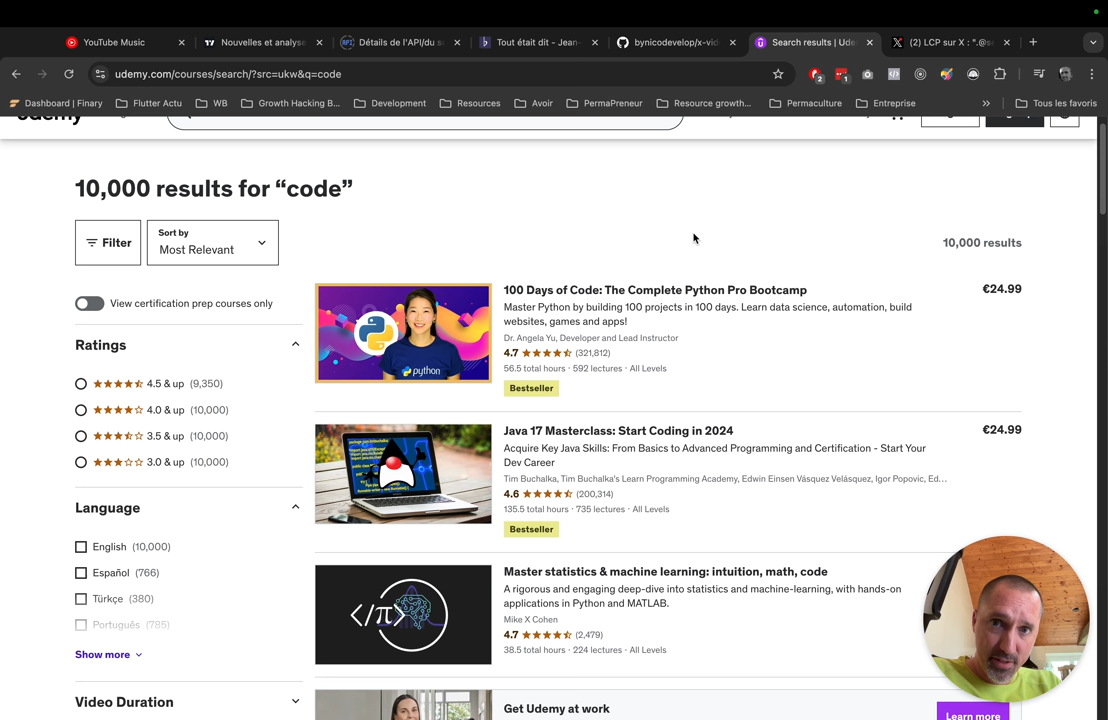 YouTube Music
Nouvelles et analyse
Détails de l'API/du s
Tout était dit - Jean-
bynicodevelop/x-vid
Search results | Ude
(2) LCP sur X : ".@s
udemy.com/courses/search/?src=ukw&q=code
2
1
Dashboard | Finary
Flutter Actu
WB
Growth Hacking B...
Development
Resources
Avoir
PermaPreneur
Resource growth...
Permaculture
Entreprise
»
Tous les favoris
udemy
10,000 results for “code”
Filter
Sort by
Most Relevant
10,000 results
View certification prep courses only
Ratings
4.5 & up (9,350)
4.0 & up (10,000)
3.5 & up (10,000)
3.0 & up (10,000)
Language
English (10,000)
Español (766)
Türkçe (380)
Português (785)
Show more
Video Duration
python
100 Days of Code: The Complete Python Pro Bootcamp
€24.99
Master Python by building 100 projects in 100 days. Learn data science, automation, build
websites, games and apps!
Dr. Angela Yu, Developer and Lead Instructor
4.7 (321,812)
56.5 total hours · 592 lectures · All Levels
Bestseller
Java 17 Masterclass: Start Coding in 2024
€24.99
Acquire Key Java Skills: From Basics to Advanced Programming and Certification - Start Your
Dev Career
Tim Buchalka, Tim Buchalka's Learn Programming Academy, Edwin Einsen Vásquez Velásquez, Igor Popovic, Ed…
4.6 (200,314)
135.5 total hours · 735 lectures · All Levels
Bestseller
</π>
Master statistics & machine learning: intuition, math, code
A rigorous and engaging deep-dive into statistics and machine-learning, with hands-on
applications in Python and MATLAB.
Mike X Cohen
4.7 (2,479)
38.5 total hours · 224 lectures · All Levels
Get Udemy at work
Learn more